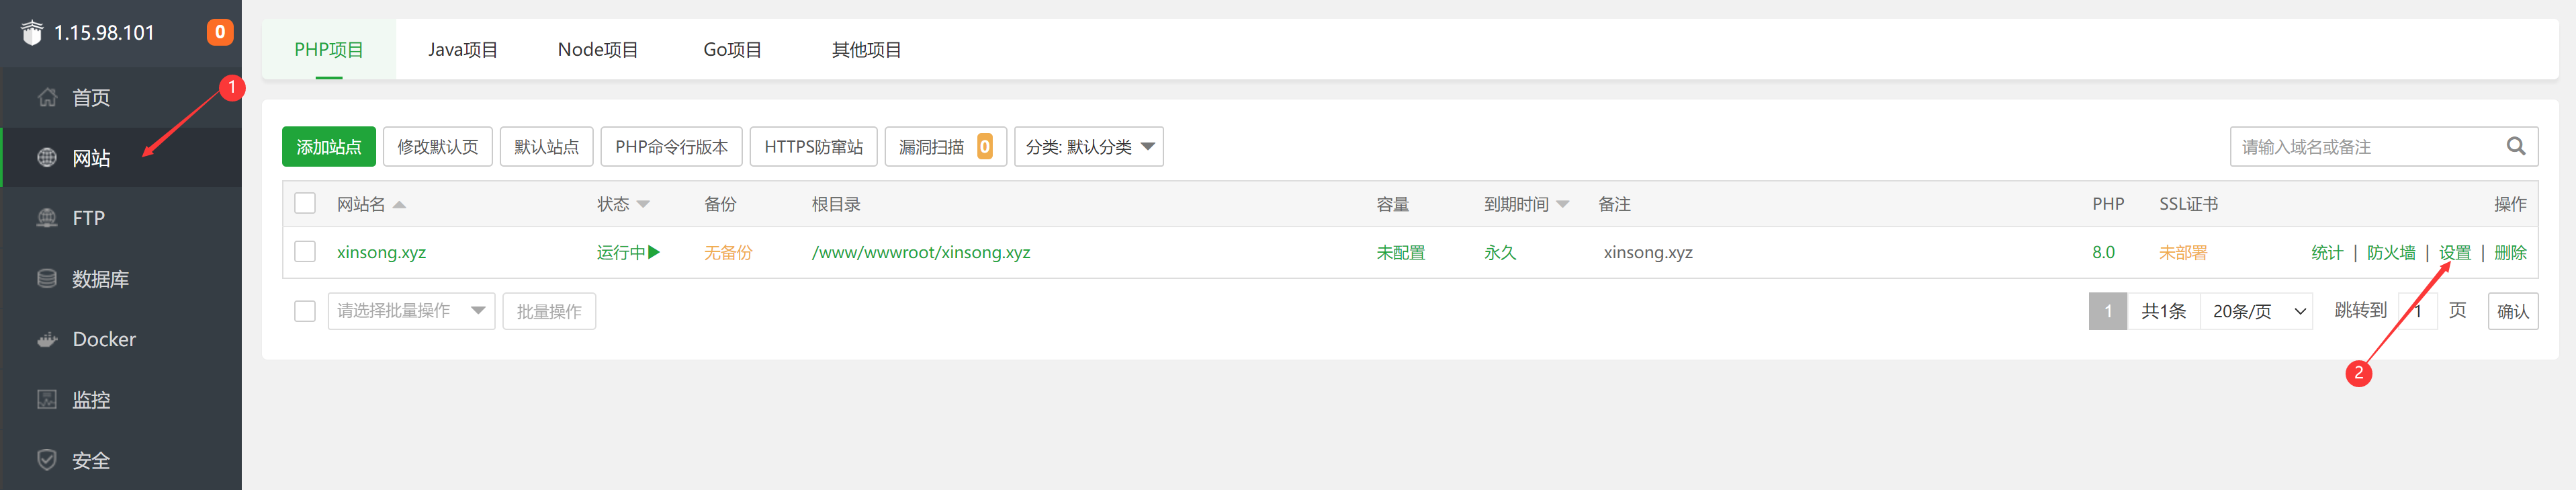 1.15.98.101 0
1
首页
网站
FTP
数据库
Docker
监控
安全
PHP项目 Java项目 Node项目 Go项目 其他项目
添加站点 修改默认页 默认站点 PHP命令行版本 HTTPS防窜站 漏洞扫描 0 分类: 默认分类 请输入域名或备注
网站名 状态 备份 根目录 容量 到期时间 备注 PHP SSL证书 操作
xinsong.xyz 运行中 无备份 /www/wwwroot/xinsong.xyz 未配置 永久 xinsong.xyz 8.0 未部署 统计 | 防火墙 | 设置 | 删除
请选择批量操作 批量操作 1 共1条 20条/页 跳转到 1 页 确认
2